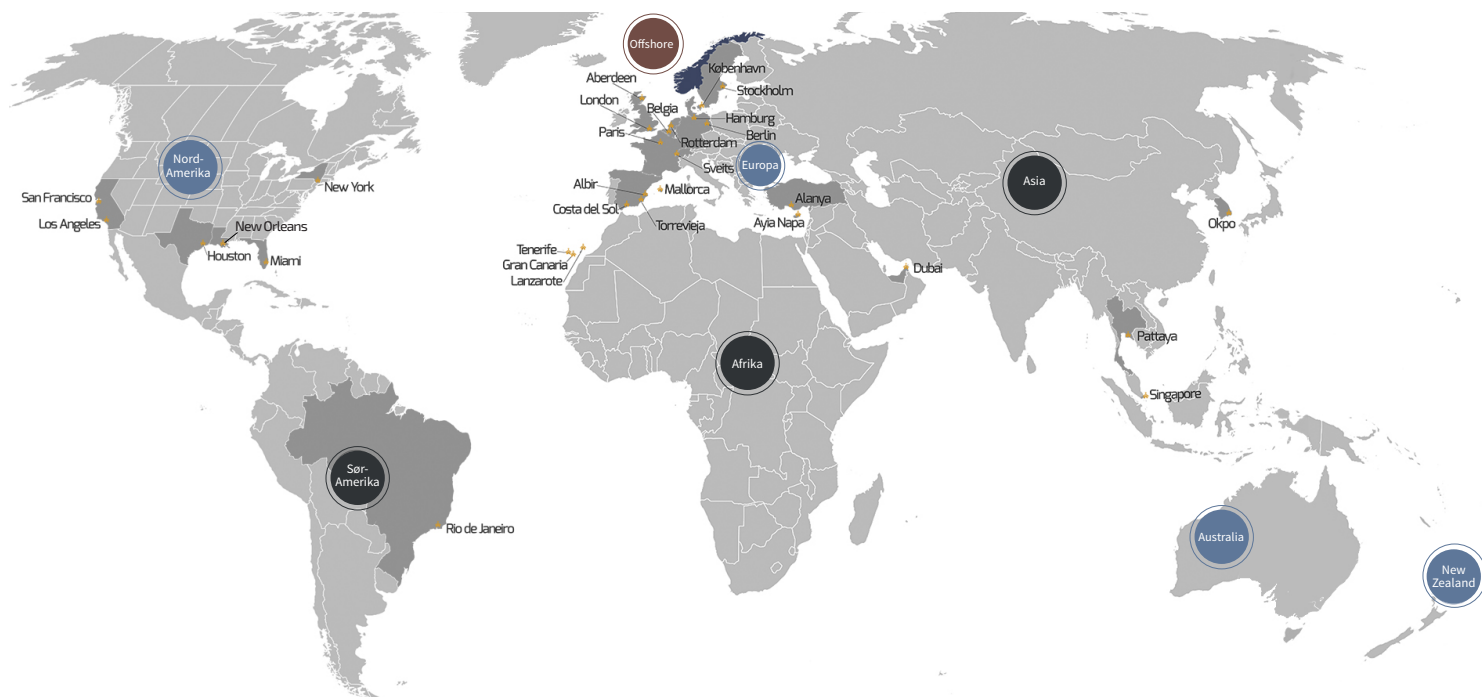 Offshore
København
Aberdeen
Stockholm
London
Belgia
Hamburg
Paris
Berlin
Rotterdam
Nord-
Amerika
Europa
Sveits
Asia
San Francisco
New York
Albir
Mallorca
Alanya
Los Angeles
New Orleans
Costa del Sol
Torrevieja
Ayia Napa
Okpo
Houston
Miami
Tenerife
Gran Canaria
Lanzarote
Dubai
Pattaya
Afrika
Singapore
Sør-
Amerika
Rio de Janeiro
Australia
New
Zealand